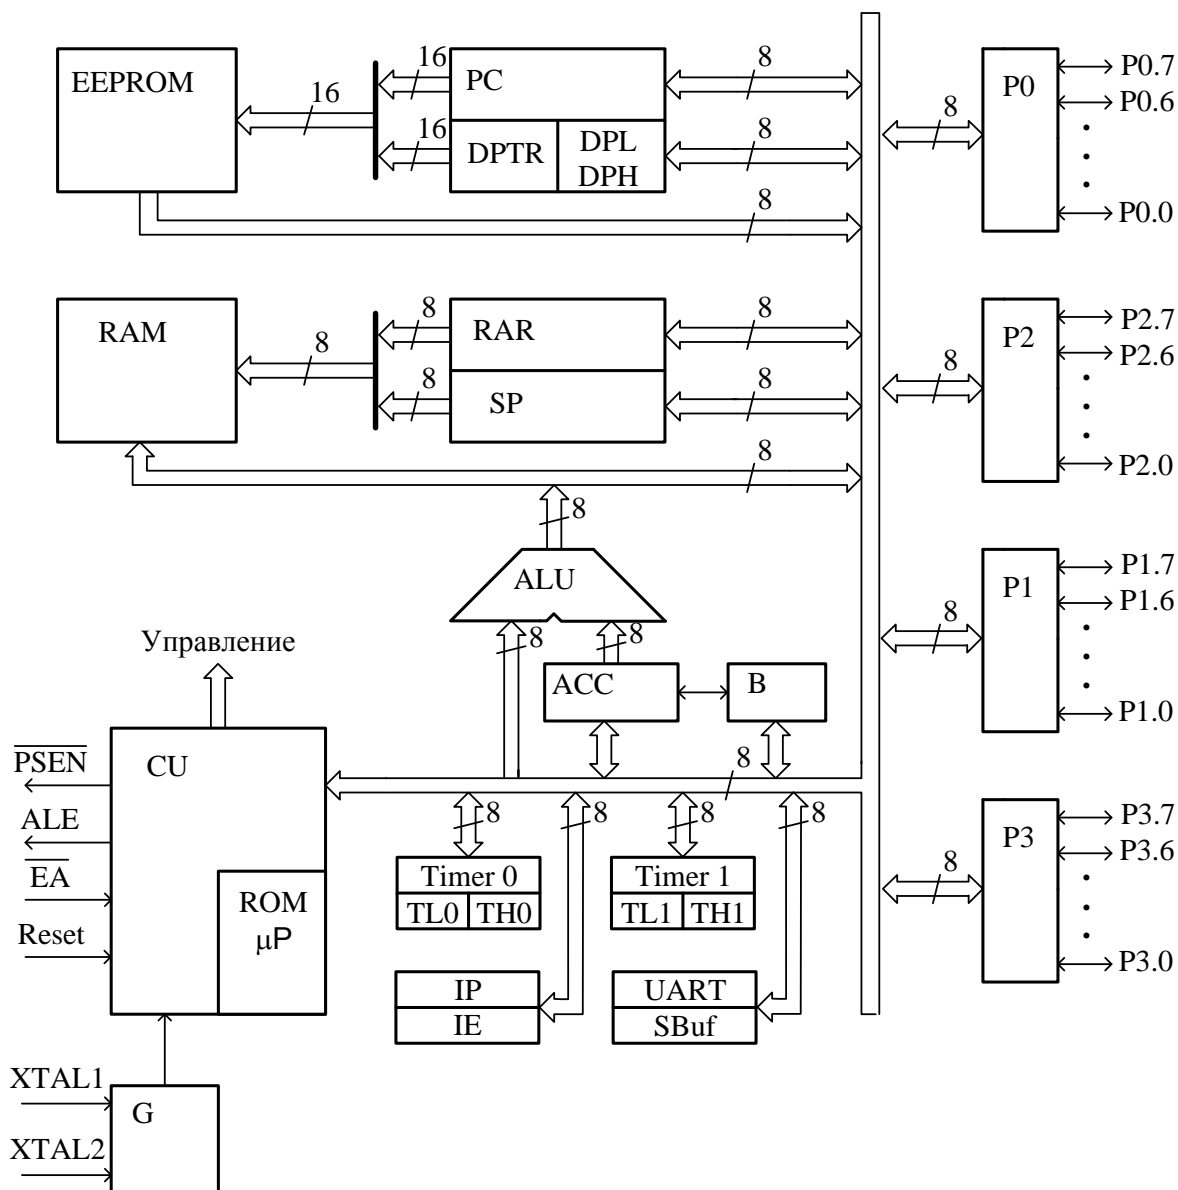 EEPROM
16
16
16
PC
DPTR
DPL
DPH
8
8
8
8
P0
P0.7
P0.6
P0.0
RAM
8
8
8
RAR
SP
8
8
8
8
P2
P2.7
P2.6
P2.0
8
ALU
8
8
ACC
B
8
8
P1
P1.7
P1.6
P1.0
Управление
CU
PSEN
ALE
EA
Reset
ROM
μP
8
8
8
8
Timer 0
TL0
TH0
Timer 1
TL1
TH1
IP
IE
UART
SBuf
8
P3
P3.7
P3.6
P3.0
XTAL1
XTAL2
G